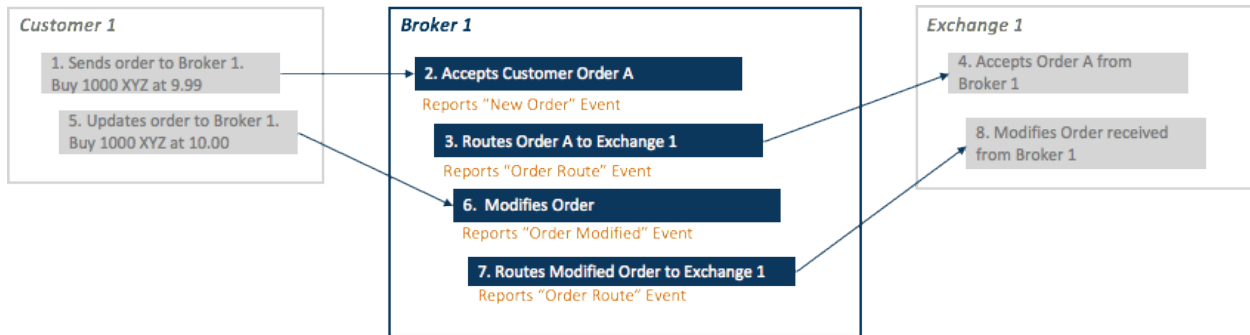 Customer 1
1. Sends order to Broker 1.
Buy 1000 XYZ at 9.99
5. Updates order to Broker 1.
Buy 1000 XYZ at 10.00
Broker 1
2. Accepts Customer Order A
Reports “New Order” Event
3. Routes Order A to Exchange 1
Reports “Order Route” Event
6. Modifies Order
Reports “Order Modified” Event
7. Routes Modified Order to Exchange 1
Reports “Order Route” Event
Exchange 1
4. Accepts Order A from
Broker 1
8. Modifies Order received
from Broker 1